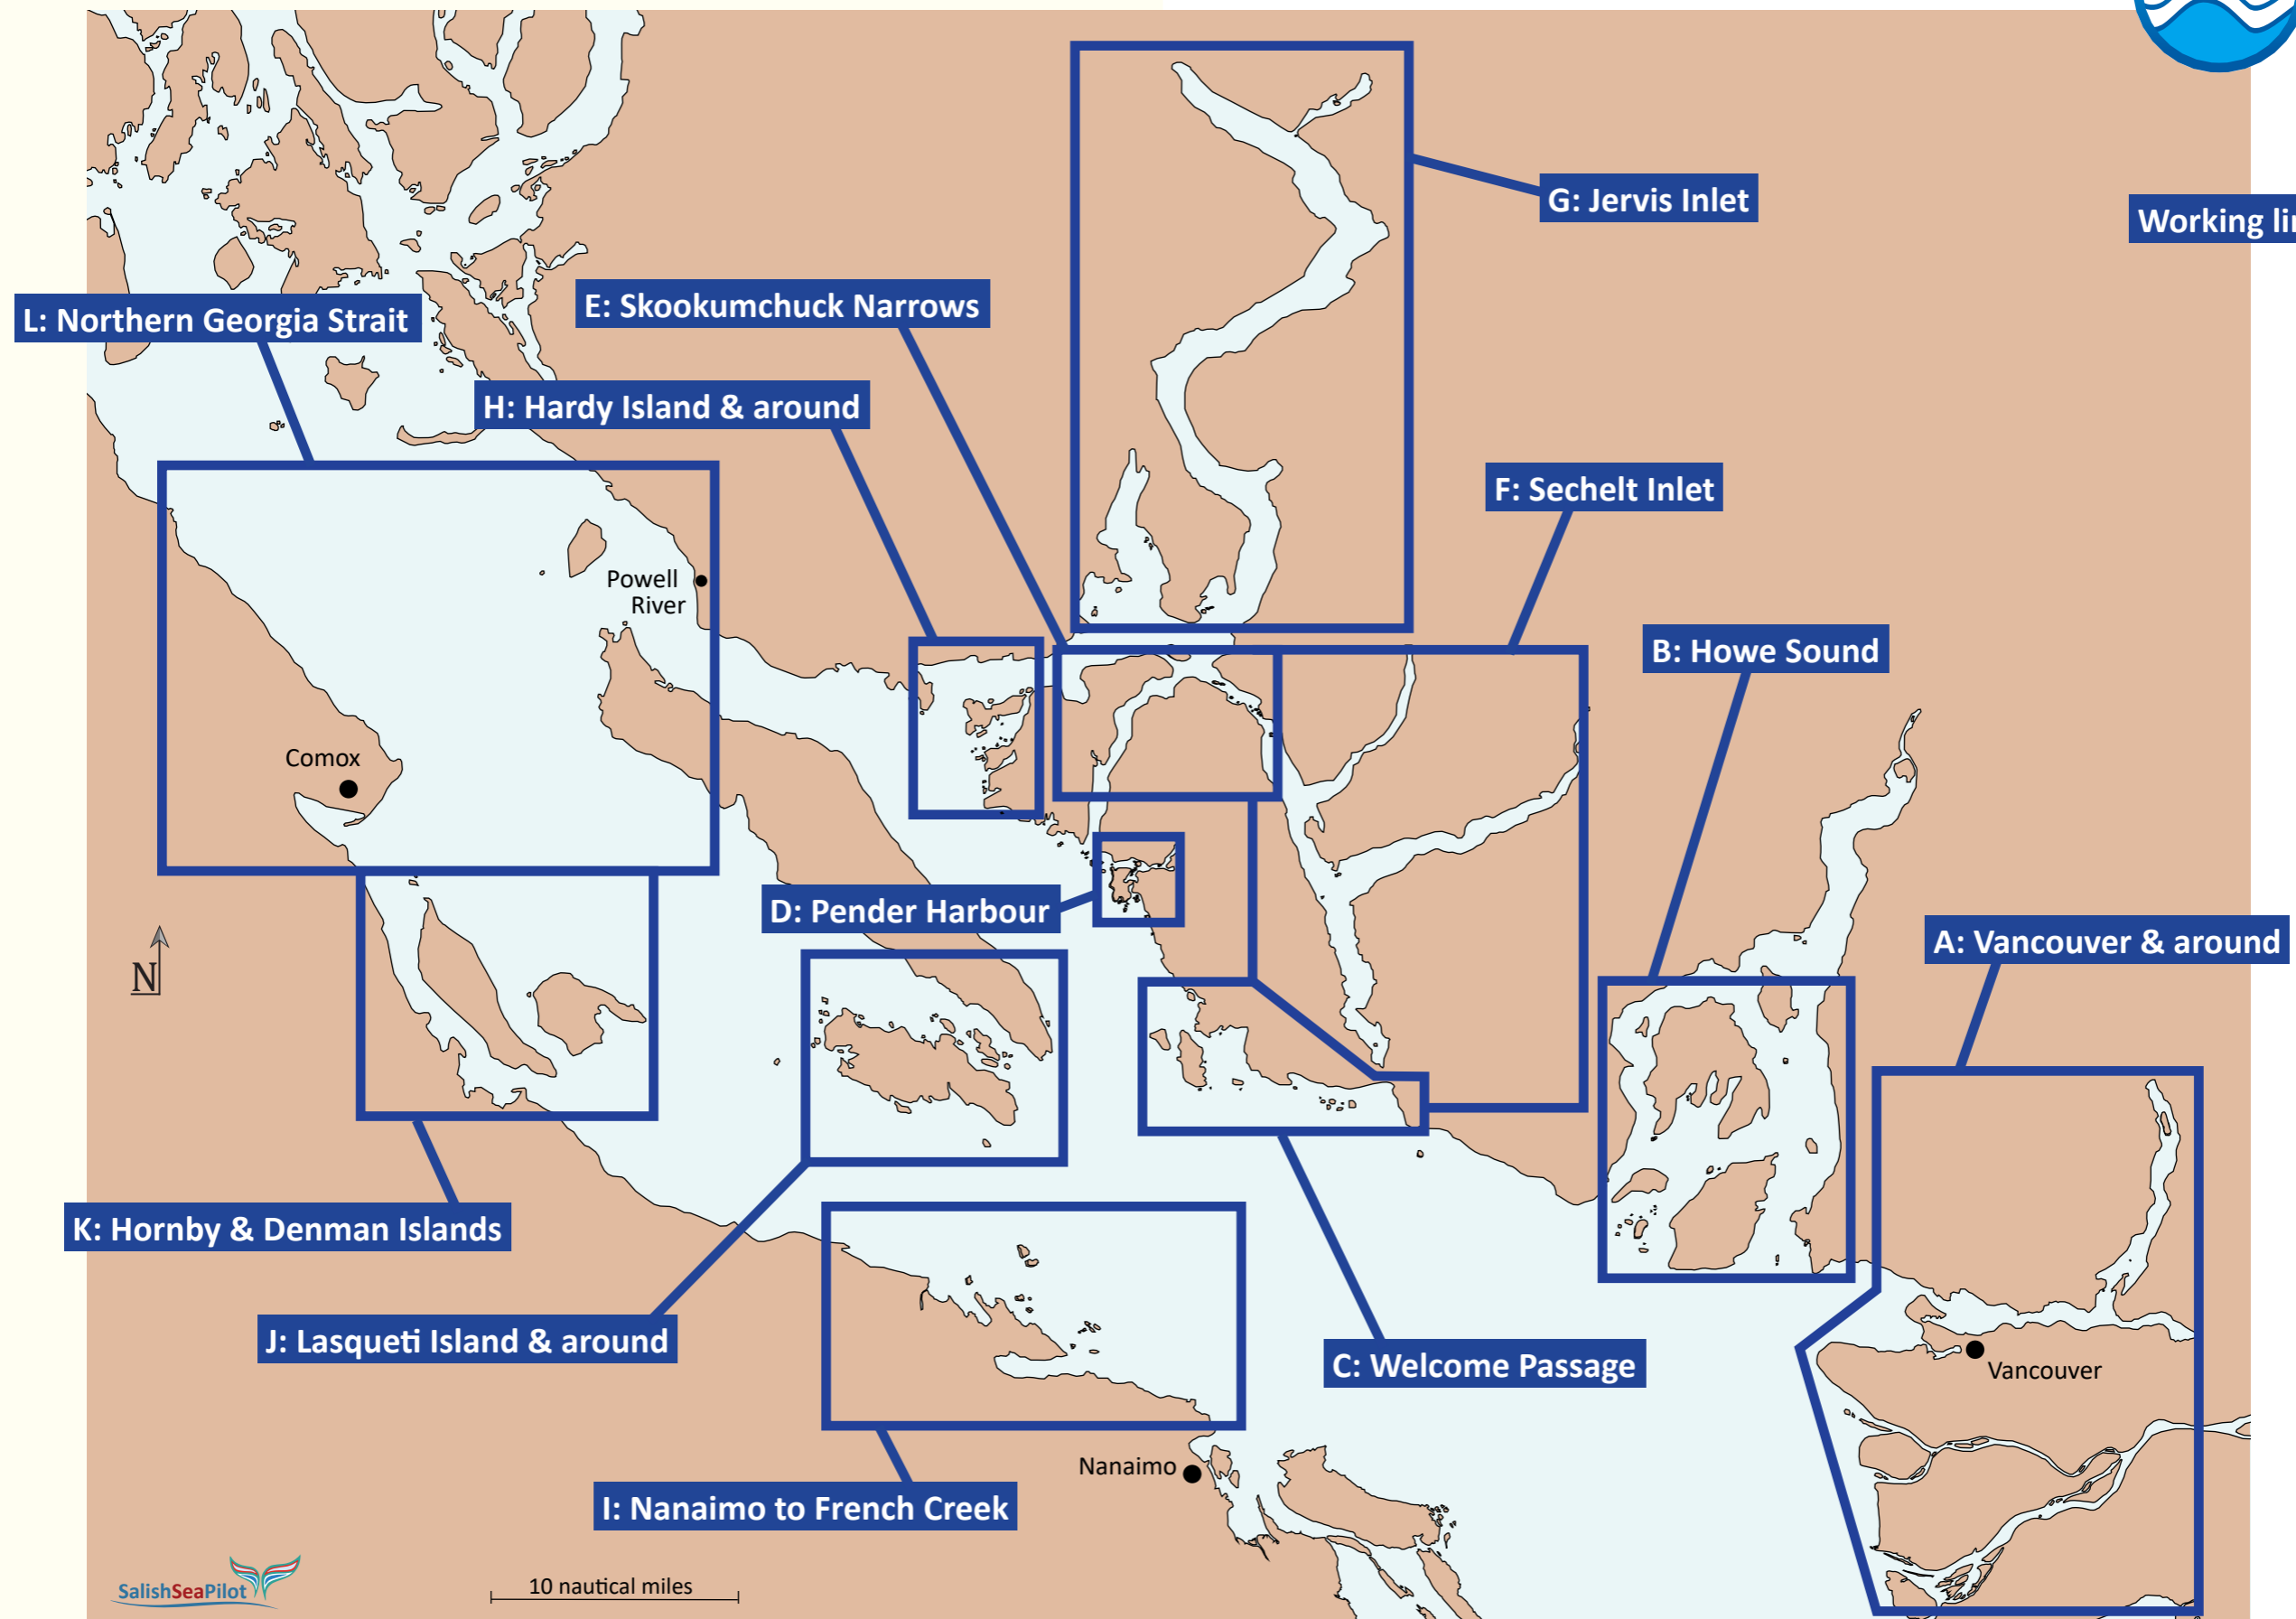 G: Jervis Inlet
Working lin
E: Skookumchuck Narrows
L: Northern Georgia Strait
H: Hardy Island & around
F: Sechelt Inlet
Powell
River
B: Howe Sound
Comox
D: Pender Harbour
A: Vancouver & around
N
K: Hornby & Denman Islands
J: Lasqueti Island & around
C: Welcome Passage
Vancouver
Nanaimo
I: Nanaimo to French Creek
SalishSeaPilot
10 nautical miles